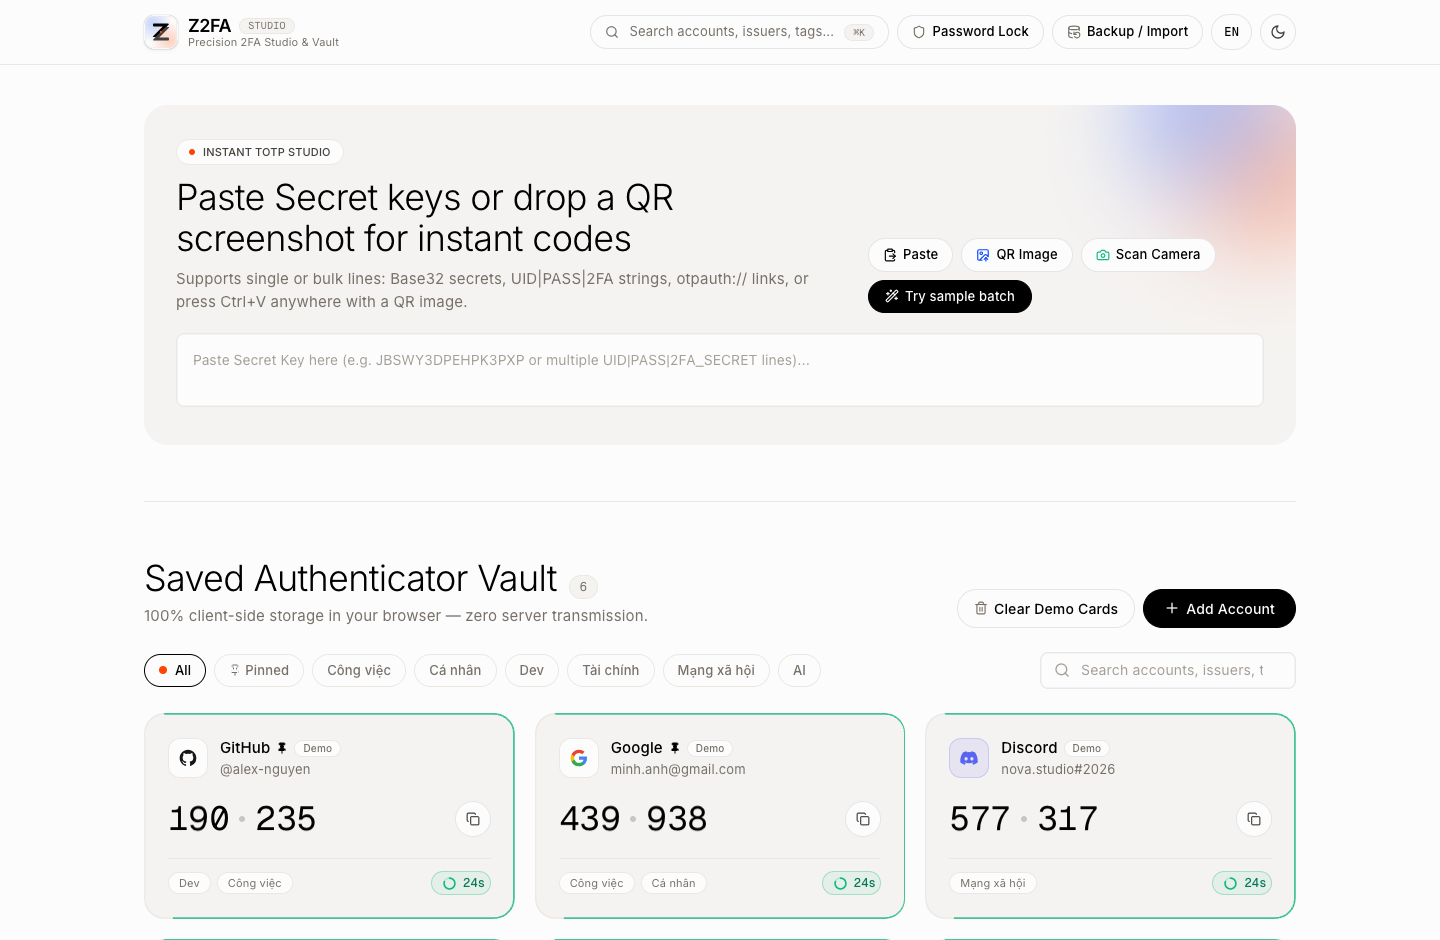 Z2FA STUDIO
Precision 2FA Studio & Vault
Search accounts, issuers, tags... ⌘K
Password Lock
Backup / Import
EN
INSTANT TOTP STUDIO
Paste Secret keys or drop a QR
screenshot for instant codes
Supports single or bulk lines: Base32 secrets, UID|PASS|2FA strings, otpauth:// links, or
press Ctrl+V anywhere with a QR image.
Paste
QR Image
Scan Camera
Try sample batch
Paste Secret Key here (e.g. JBSWY3DPEHPK3PXP or multiple UID|PASS|2FA_SECRET lines)...
Saved Authenticator Vault 6
100% client-side storage in your browser — zero server transmission.
Clear Demo Cards
Add Account
All
Pinned
Công việc
Cá nhân
Dev
Tài chính
Mạng xã hội
AI
Search accounts, issuers, t
GitHub Demo
@alex-nguyen
190 • 235
Dev
Công việc
24s
Google Demo
minh.anh@gmail.com
439 • 938
Công việc
Cá nhân
24s
Discord Demo
nova.studio#2026
577 • 317
Mạng xã hội
24s